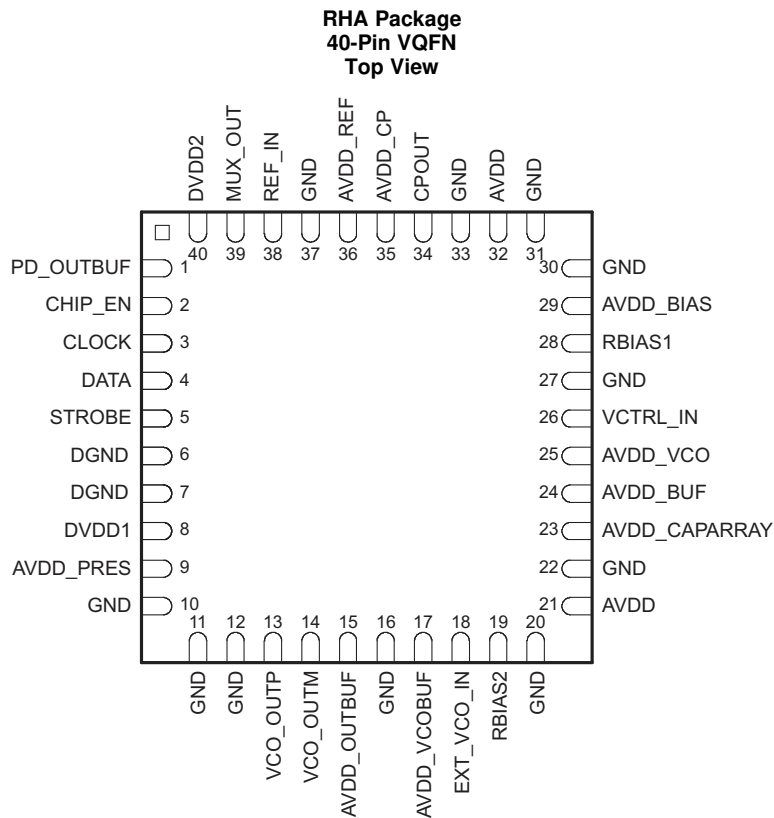 RHA Package
40-Pin VQFN
Top View
DVDD2
MUX_OUT
REF_IN
GND
AVDD_REF
AVDD_CP
CPOUT
GND
AVDD
GND
40 39 38 37 36 35 34 33 32 31
PD_OUTBUF 1
CHIP_EN 2
CLOCK 3
DATA 4
STROBE 5
DGND 6
DGND 7
DVDD1 8
AVDD_PRES 9
GND 10
30 GND
29 AVDD_BIAS
28 RBIAS1
27 GND
26 VCTRL_IN
25 AVDD_VCO
24 AVDD_BUF
23 AVDD_CAPARRAY
22 GND
21 AVDD
11 12 13 14 15 16 17 18 19 20
GND
GND
VCO_OUTP
VCO_OUTM
AVDD_OUTBUF
GND
AVDD_VCOBUF
EXT_VCO_IN
RBIAS2
GND